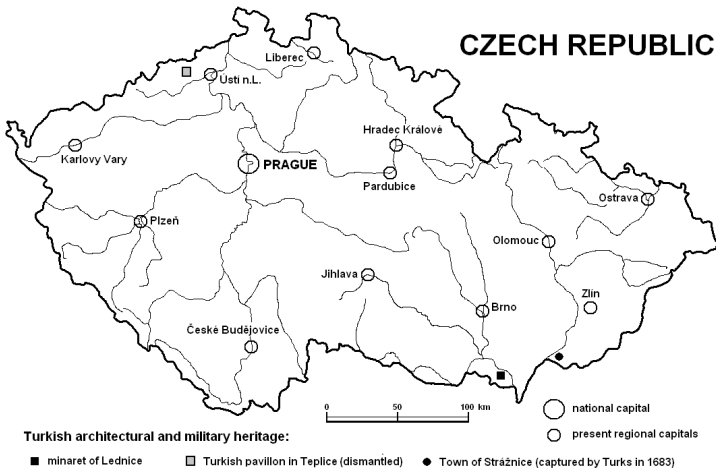 CZECH REPUBLIC
Liberec
Ústí n.L.
Hradec Králové
Karlovy Vary
PRAGUE
Pardubice
Ostrava
Plzeň
Olomouc
Jihlava
Zlín
Brno
České Budějovice
0 50 100 km
national capital
present regional capitals
Turkish architectural and military heritage:
minaret of Lednice Turkish pavillon in Teplice (dismantled) Town of Strážnice (captured by Turks in 1683)